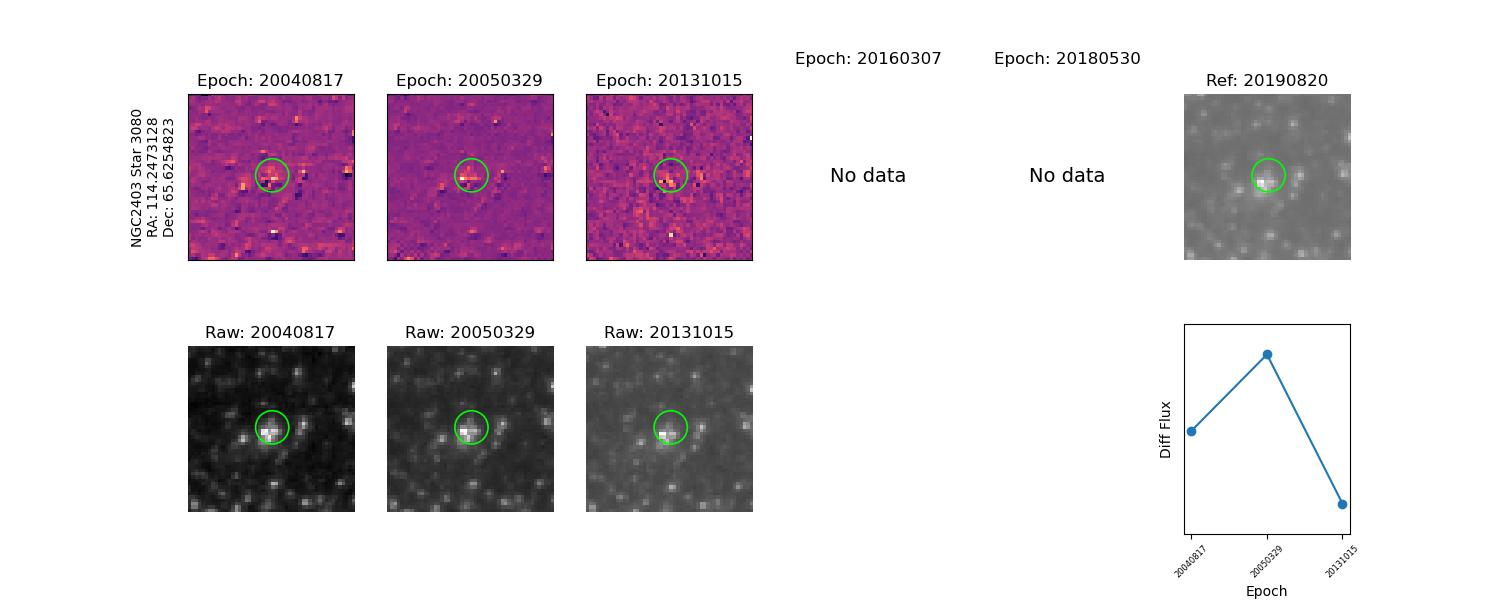 Epoch: 20040817
Epoch: 20050329
Epoch: 20131015
Epoch: 20160307
Epoch: 20180530
Ref: 20190820
NGC2403 Star 3080
RA: 114.2473128
Dec: 65.6254823
No data
No data
Raw: 20040817
Raw: 20050329
Raw: 20131015
Diff Flux
20040817
20050329
20131015
Epoch